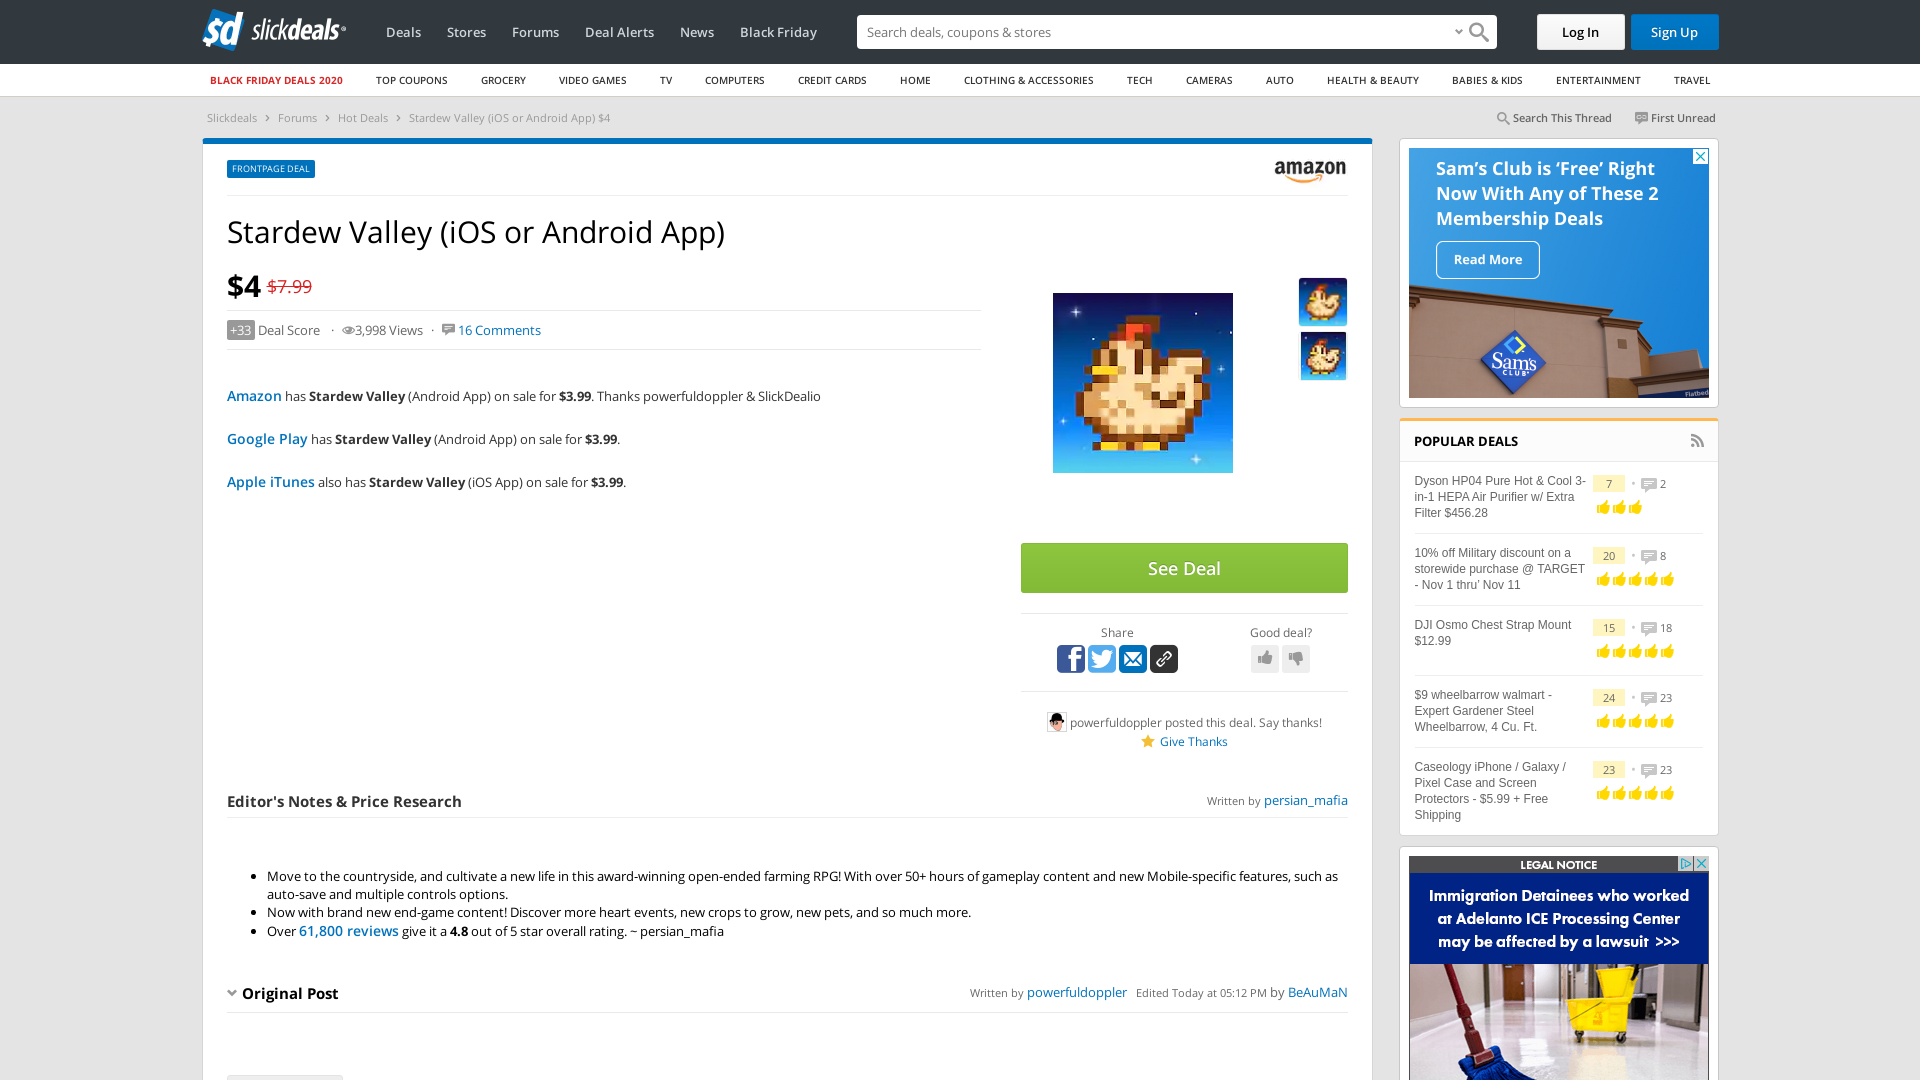 slickdeals
Deals
Stores
Forums
Deal Alerts
News
Black Friday
Search deals, coupons & stores
Log In
Sign Up
BLACK FRIDAY DEALS 2020
TOP COUPONS
GROCERY
VIDEO GAMES
TV
COMPUTERS
CREDIT CARDS
HOME
CLOTHING & ACCESSORIES
TECH
CAMERAS
AUTO
HEALTH & BEAUTY
BABIES & KIDS
ENTERTAINMENT
TRAVEL
Slickdeals › Forums › Hot Deals › Stardew Valley (iOS or Android App) $4
Search This Thread
First Unread
FRONTPAGE DEAL
amazon
Stardew Valley (iOS or Android App)
$4 $7.99
+33 Deal Score · 3,998 Views · 16 Comments
Amazon has Stardew Valley (Android App) on sale for $3.99. Thanks powerfuldoppler & SlickDealio
Google Play has Stardew Valley (Android App) on sale for $3.99.
Apple iTunes also has Stardew Valley (iOS App) on sale for $3.99.
See Deal
Share
Good deal?
powerfuldoppler posted this deal. Say thanks!
Give Thanks
Editor's Notes & Price Research
Written by persian_mafia
Move to the countryside, and cultivate a new life in this award-winning open-ended farming RPG! With over 50+ hours of gameplay content and new Mobile-specific features, such as
auto-save and multiple controls options.
Now with brand new end-game content! Discover more heart events, new crops to grow, new pets, and so much more.
Over 61,800 reviews give it a 4.8 out of 5 star overall rating. ~ persian_mafia
Original Post
Written by powerfuldoppler Edited Today at 05:12 PM by BeAuMaN
Sam's Club is 'Free' Right
Now With Any of These 2
Membership Deals
Read More
Sam's
CLUB
Flatbed
POPULAR DEALS
Dyson HP04 Pure Hot & Cool 3-
in-1 HEPA Air Purifier w/ Extra
Filter $456.28
7 • 2
10% off Military discount on a
storewide purchase @ TARGET
- Nov 1 thru' Nov 11
20 • 8
DJI Osmo Chest Strap Mount
$12.99
15 • 18
$9 wheelbarrow walmart -
Expert Gardener Steel
Wheelbarrow, 4 Cu. Ft.
24 • 23
Caseology iPhone / Galaxy /
Pixel Case and Screen
Protectors - $5.99 + Free
Shipping
23 • 23
LEGAL NOTICE
Immigration Detainees who worked
at Adelanto ICE Processing Center
may be affected by a lawsuit >>>